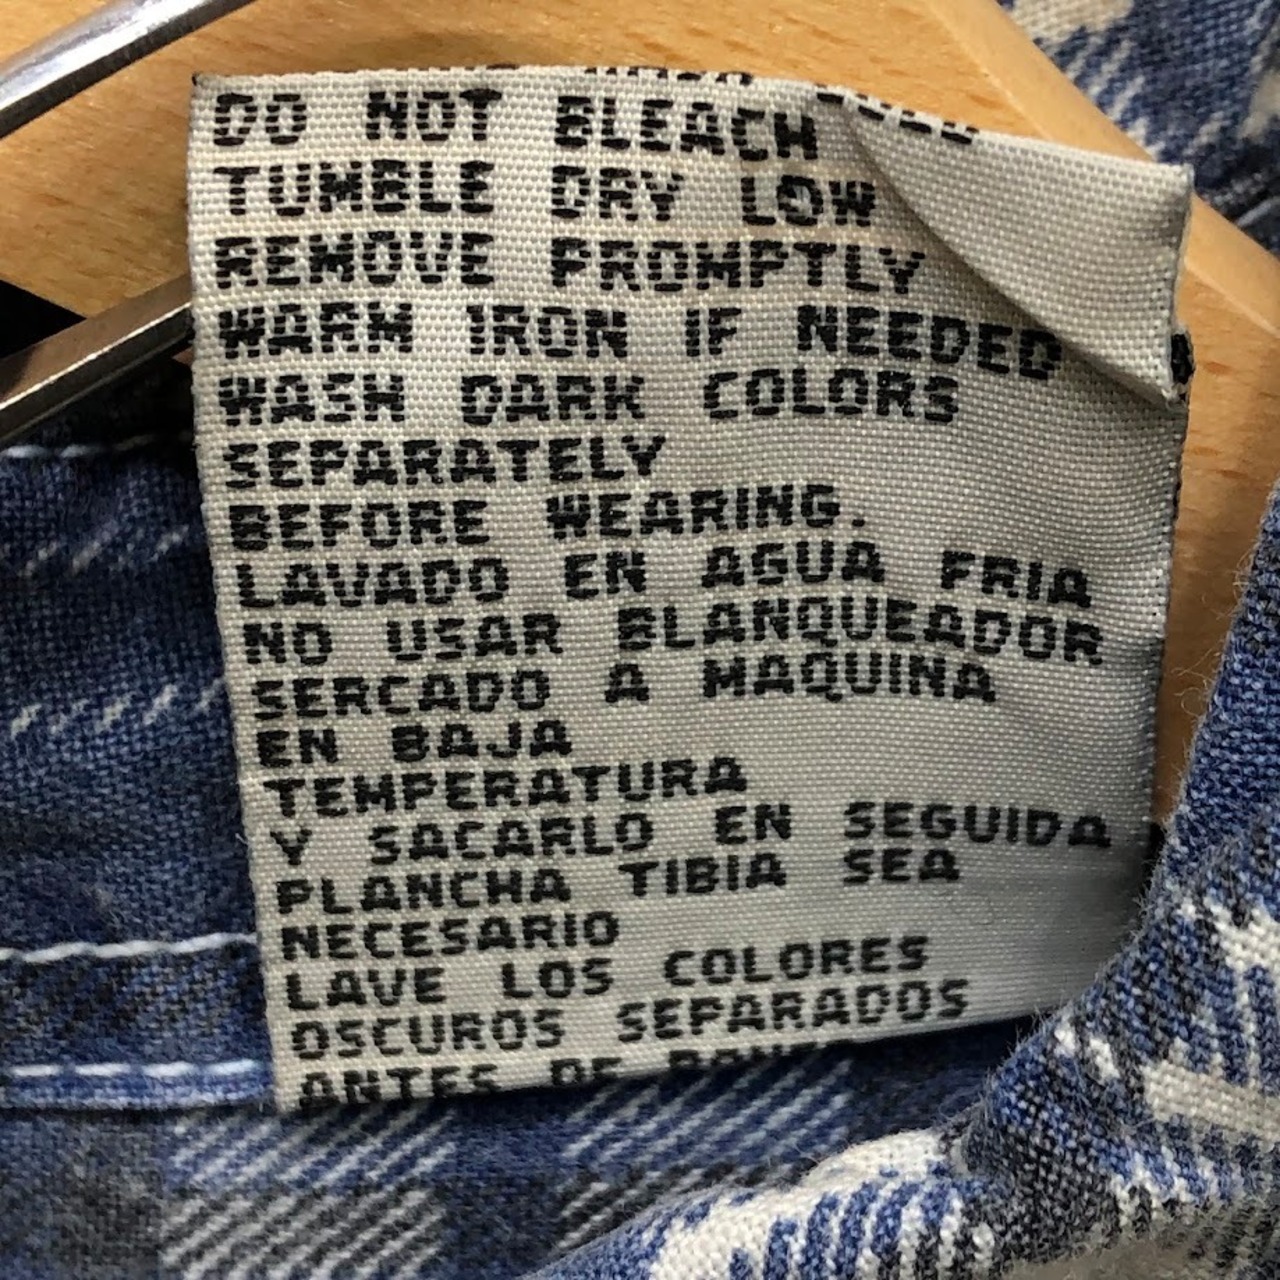 DO NOT BLEACH
TUMBLE DRY LOW
REMOVE PROMPTLY
WARM IRON IF NEEDED
WASH DARK COLORS
SEPARATELY
BEFORE WEARING.
LAVADO EN AGUA FRIA
NO USAR BLANQUEADOR
SERCADO A MAQUINA
EN BAJA
TEMPERATURA
Y SACARLO EN SEGUIDA
PLANCHA TIBIA SEA
NECESARIO
LAVE LOS COLORES
OSCUROS SEPARADOS
ANTES DE